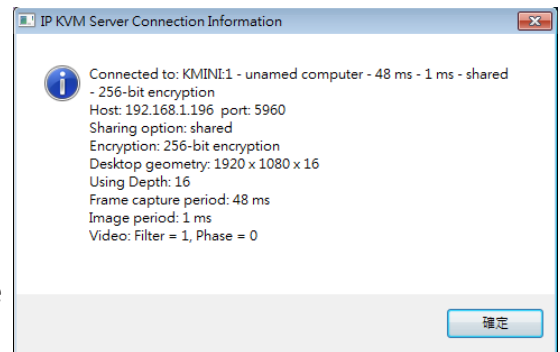 IP KVM Server Connection Information
Connected to: KMINI:1 - unamed computer - 48 ms - 1 ms - shared
- 256-bit encryption
Host: 192.168.1.196 port: 5960
Sharing option: shared
Encryption: 256-bit encryption
Desktop geometry: 1920 x 1080 x 16
Using Depth: 16
Frame capture period: 48 ms
Image period: 1 ms
Video: Filter = 1, Phase = 0
確定